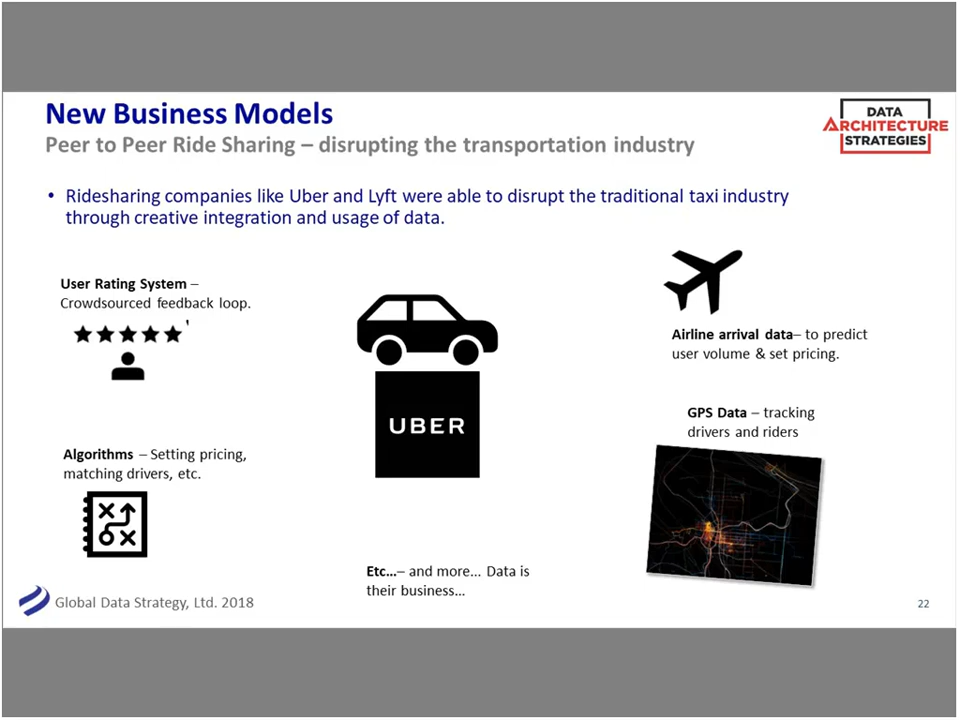 New Business Models
Peer to Peer Ride Sharing – disrupting the transportation industry
DATA
ARCHITECTURE
STRATEGIES
• Ridesharing companies like Uber and Lyft were able to disrupt the traditional taxi industry
through creative integration and usage of data.
User Rating System –
Crowdsourced feedback loop.
Airline arrival data– to predict
user volume & set pricing.
UBER
GPS Data – tracking
drivers and riders
Algorithms – Setting pricing,
matching drivers, etc.
Etc...– and more... Data is
their business...
Global Data Strategy, Ltd. 2018
22